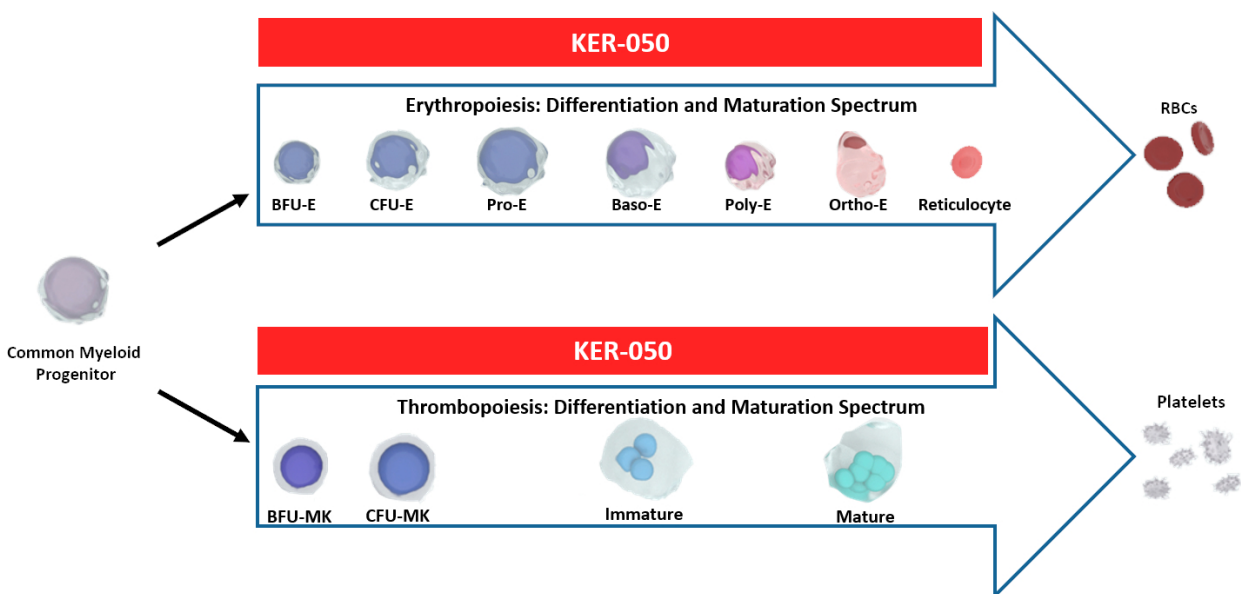 KER-050
Erythropoiesis: Differentiation and Maturation Spectrum
BFU-E
CFU-E
Pro-E
Baso-E
Poly-E
Ortho-E
Reticulocyte
RBCs
Common Myeloid
Progenitor
KER-050
Thrombopoiesis: Differentiation and Maturation Spectrum
BFU-MK
CFU-MK
Immature
Mature
Platelets